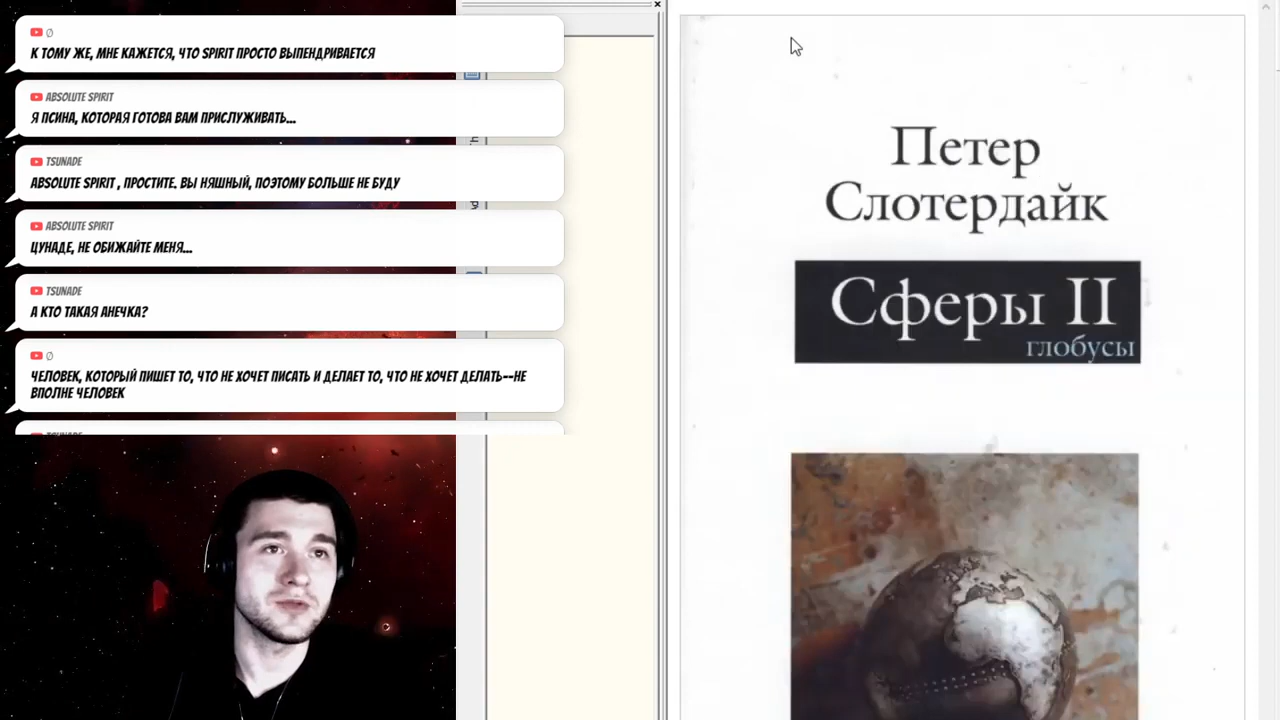 Ø
К ТОМУ ЖЕ, МНЕ КАЖЕТСЯ, ЧТО SPIRIT ПРОСТО ВЫПЕНДРИВАЕТСЯ
ABSOLUTE SPIRIT
Я ПСИНА, КОТОРАЯ ГОТОВА ВАМ ПРИСЛУЖИВАТЬ...
TSUNADE
ABSOLUTE SPIRIT , ПРОСТИТЕ. ВЫ НЯШНЫЙ, ПОЭТОМУ БОЛЬШЕ НЕ БУДУ
ABSOLUTE SPIRIT
ЦУНАДЕ, НЕ ОБИЖАЙТЕ МЕНЯ...
TSUNADE
А КТО ТАКАЯ АНЕЧКА?
Ø
ЧЕЛОВЕК, КОТОРЫЙ ПИШЕТ ТО, ЧТО НЕ ХОЧЕТ ПИСАТЬ И ДЕЛАЕТ ТО, ЧТО НЕ ХОЧЕТ ДЕЛАТЬ--НЕ
ВПОЛНЕ ЧЕЛОВЕК
Петер
Слотердайк
Сферы II
глобусы